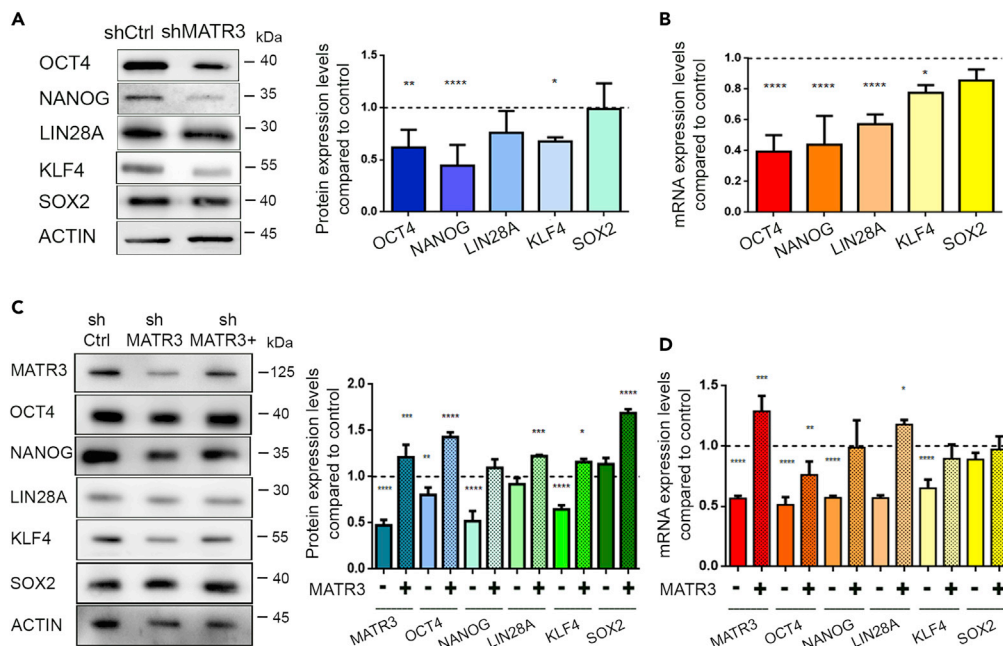 A
shCtrl shMATR3 kDa
OCT4 – 40
NANOG – 35
LIN28A – 30
KLF4 – 55
SOX2 – 40
ACTIN – 45
Protein expression levels
compared to control
1.5
1.0
0.5
0.0
** **** *
OCT4 NANOG LIN28A KLF4 SOX2
B
mRNA expression levels
compared to control
1.0
0.8
0.6
0.4
0.2
0.0
**** **** **** *
OCT4 NANOG LIN28A KLF4 SOX2
C
sh sh sh
Ctrl MATR3 MATR3+ kDa
MATR3 –125
OCT4 – 40
NANOG – 35
LIN28A – 30
KLF4 – 55
SOX2 – 40
ACTIN – 45
Protein expression levels
compared to control
2.0
1.5
1.0
0.5
0.0
**** *** ** **** **** *** **** * ****
MATR3 - + - + - + - + - + - +
MATR3 OCT4 NANOG LIN28A KLF4 SOX2
D
mRNA expression levels
compared to control
1.5
1.0
0.5
0.0
**** *** **** ** **** * ****
MATR3 - + - + - + - + - + - +
MATR3 OCT4 NANOG LIN28A KLF4 SOX2